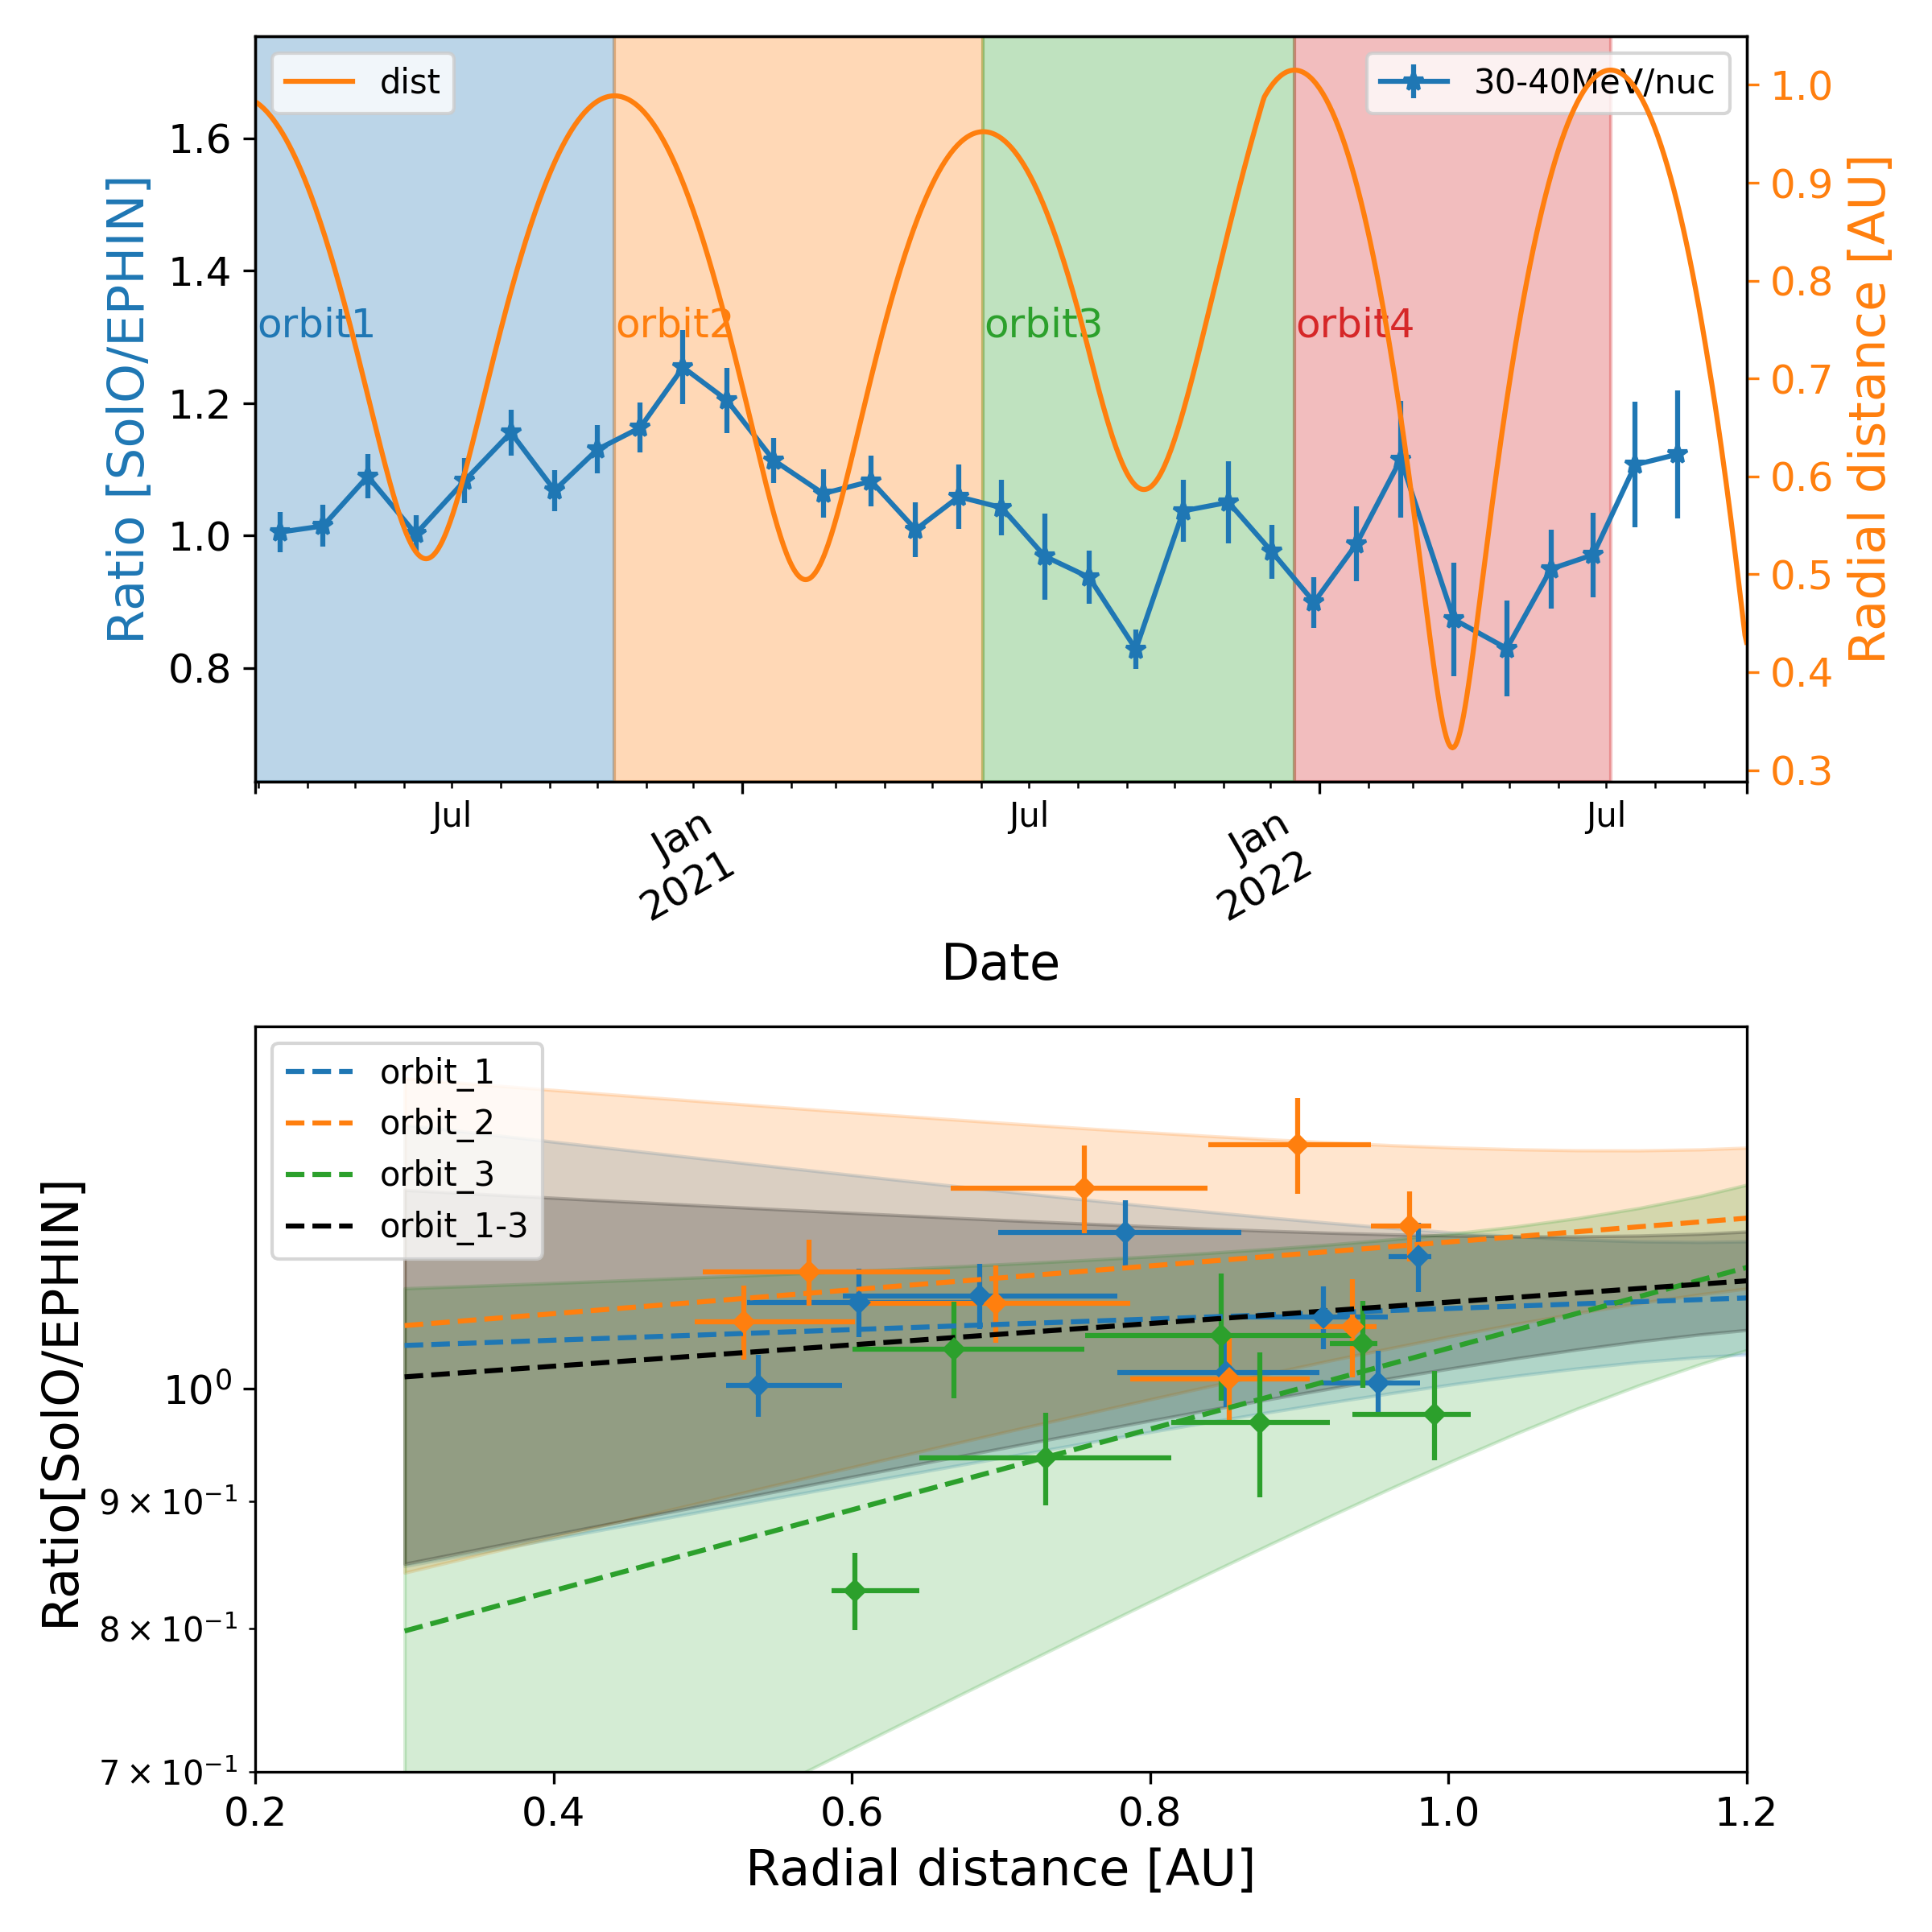 dist
30-40MeV/nuc
1.6
1.4
1.2
1.0
0.8
Ratio [SolO/EPHIN]
1.0
0.9
0.8
0.7
0.6
0.5
0.4
0.3
Radial distance [AU]
orbit1
orbit2
orbit3
orbit4
Jul
Jan
2021
Jul
Jan
2022
Jul
Date
orbit_1
orbit_2
orbit_3
orbit_1-3
Ratio[SolO/EPHIN]
10⁰
9 × 10⁻¹
8 × 10⁻¹
7 × 10⁻¹
0.2
0.4
0.6
0.8
1.0
1.2
Radial distance [AU]